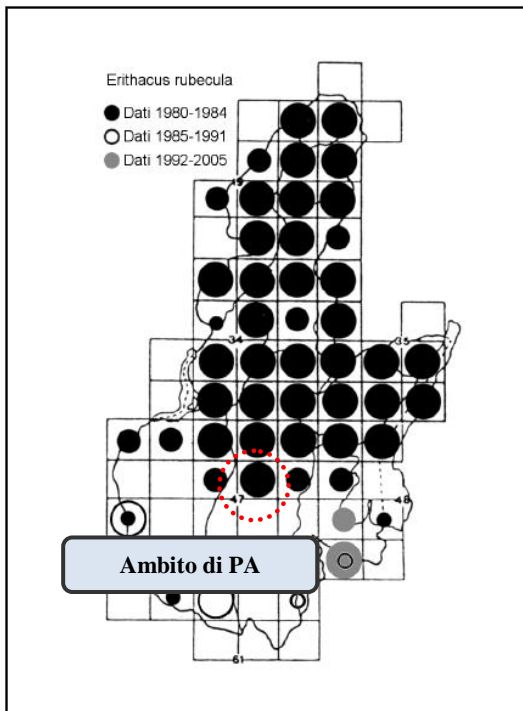 Erithacus rubecula
Dati 1980-1984
Dati 1985-1991
Dati 1992-2005
34
35
47
48
Ambito di PA
61